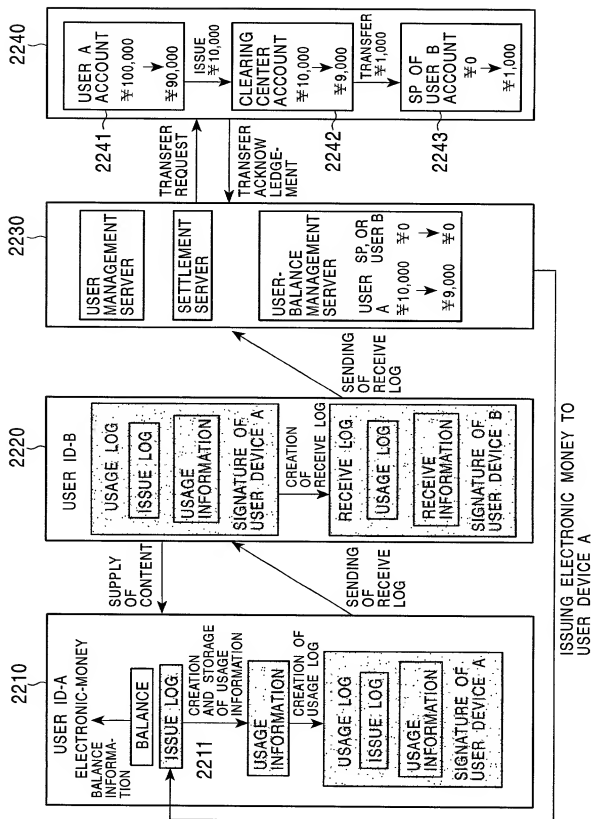 2210
USER ID-A
ELECTRONIC-MONEY
BALANCE
INFORMA-
TION
BALANCE
ISSUE LOG
2211
CREATION
AND STORAGE
OF USAGE
INFORMATION
USAGE
INFORMATION
CREATION OF
USAGE LOG
USAGE LOG
ISSUE LOG
USAGE
INFORMATION
SIGNATURE OF
USER DEVICE A
SUPPLY
OF
CONTENT
SENDING
OF RECEIVE
LOG
2220
USER ID-B
USAGE LOG
ISSUE LOG
USAGE
INFORMATION
SIGNATURE OF
USER DEVICE A
CREATION
OF
RECEIVE LOG
RECEIVE LOG
USAGE LOG
RECEIVE
INFORMATION
SIGNATURE OF
USER DEVICE B
SENDING
OF RECEIVE
LOG
2230
USER
MANAGEMENT
SERVER
SETTLEMENT
SERVER
USER-
BALANCE
MANAGEMENT
SERVER
USER
A
SP, OR
USER B
¥10,000
¥0
¥9,000
¥0
TRANSFER
REQUEST
TRANSFER
ACKNOW
LEDGE-
MENT
2240
USER A
ACCOUNT
¥100,000
¥90,000
2241
ISSUE
¥10,000
CLEARING
CENTER
ACCOUNT
¥10,000
¥9,000
2242
TRANSFER
¥1,000
SP OF
USER B
ACCOUNT
¥0
¥1,000
2243
ISSUING ELECTRONIC MONEY TO
USER DEVICE A